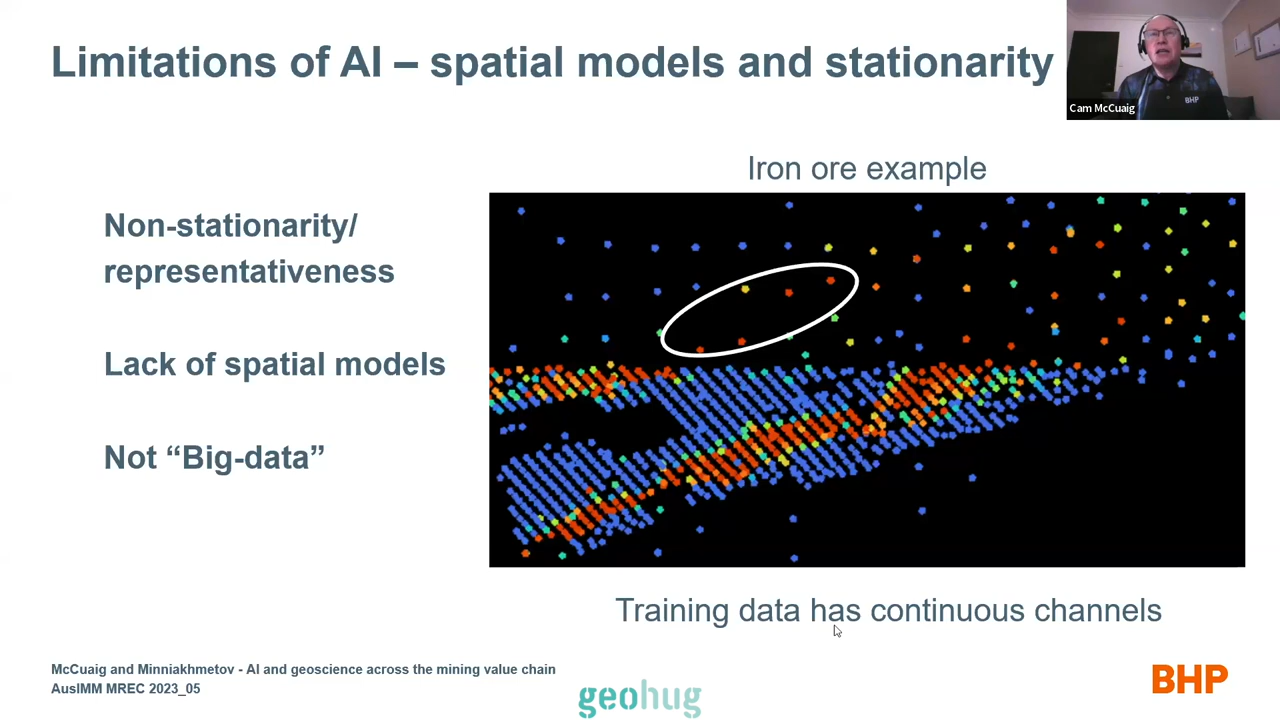 Limitations of AI – spatial models and stationarity
BHP
Cam McCuaig
Iron ore example
Non-stationarity/
representativeness
Lack of spatial models
Not “Big-data”
Training data has continuous channels
McCuaig and Minniakhmetov - AI and geoscience across the mining value chain
AusIMM MREC 2023_05
geohug
BHP